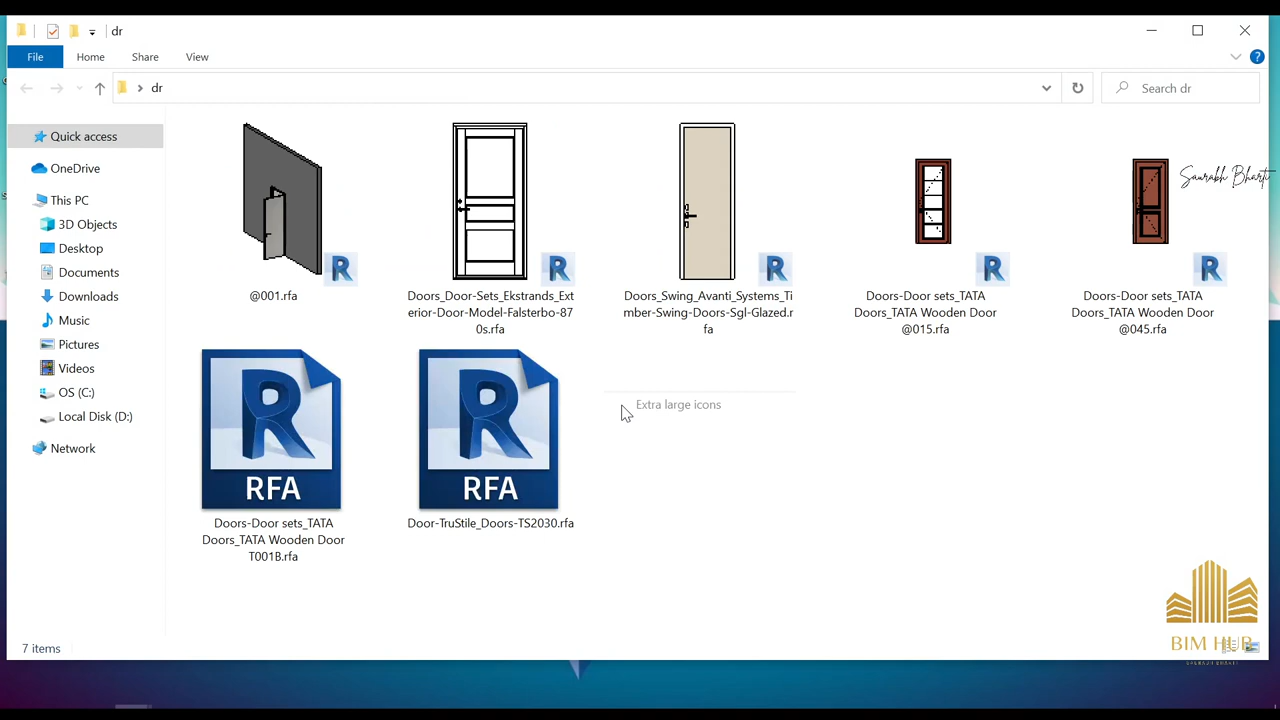 dr
File Home Share View
dr
Search dr
Quick access
OneDrive
This PC
3D Objects
Desktop
Documents
Downloads
Music
Pictures
Videos
OS (C:)
Local Disk (D:)
Network
@001.rfa
Doors_Door-Sets_Ekstrands_Ext
erior-Door-Model-Falsterbo-87
0s.rfa
Doors_Swing_Avanti_Systems_Ti
mber-Swing-Doors-Sgl-Glazed.r
fa
Doors-Door sets_TATA
Doors_TATA Wooden Door
@015.rfa
Doors-Door sets_TATA
Doors_TATA Wooden Door
@045.rfa
Saurabh Bharti
RFA
Doors-Door sets_TATA
Doors_TATA Wooden Door
T001B.rfa
RFA
Door-TruStile_Doors-TS2030.rfa
Extra large icons
7 items
BIM HUB
SAURABH BHARTI